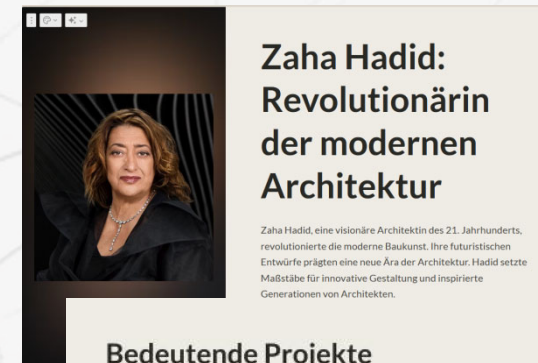 Zaha Hadid:
Revolutionärin
der modernen
Architektur
Zaha Hadid, eine visionäre Architektin des 21. Jahrhunderts,
revolutionierte die moderne Baukunst. Ihre futuristischen
Entwürfe prägten eine neue Ära der Architektur. Hadid setzte
Maßstäbe für innovative Gestaltung und inspirierte
Generationen von Architekten.
Bedeutende Projekte